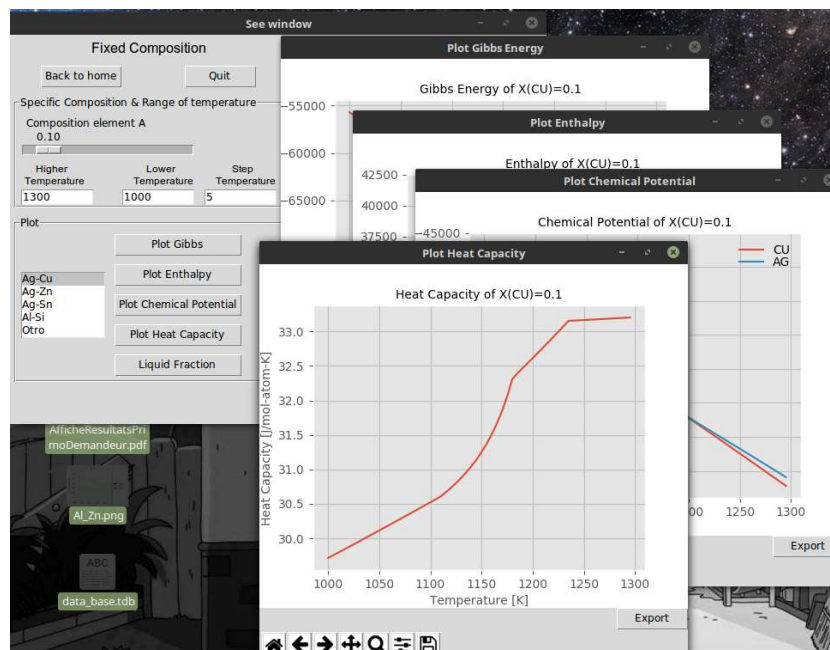 See window
Fixed Composition
Back to home
Quit
Specific Composition & Range of temperature
Composition element A
0.10
Higher Temperature
Lower Temperature
Step Temperature
1300
1000
5
Plot
Ag-Cu
Ag-Zn
Ag-Sn
Al-Si
Otro
Plot Gibbs
Plot Enthalpy
Plot Chemical Potential
Plot Heat Capacity
Liquid Fraction
Plot Gibbs Energy
Gibbs Energy of X(CU)=0.1
−55000
−60000
−65000
Plot Enthalpy
Enthalpy of X(CU)=0.1
42500
40000
37500
Plot Chemical Potential
Chemical Potential of X(CU)=0.1
−45000
CU
AG
1250
1300
Export
Plot Heat Capacity
Heat Capacity of X(CU)=0.1
Heat Capacity [J/mol-atom-K]
33.0
32.5
32.0
31.5
31.0
30.5
30.0
1000
1050
1100
1150
1200
1250
1300
Temperature [K]
Export
AfficheResultatsPri
moDemandeur.pdf
Al_Zn.png
ABC
data_base.tdb